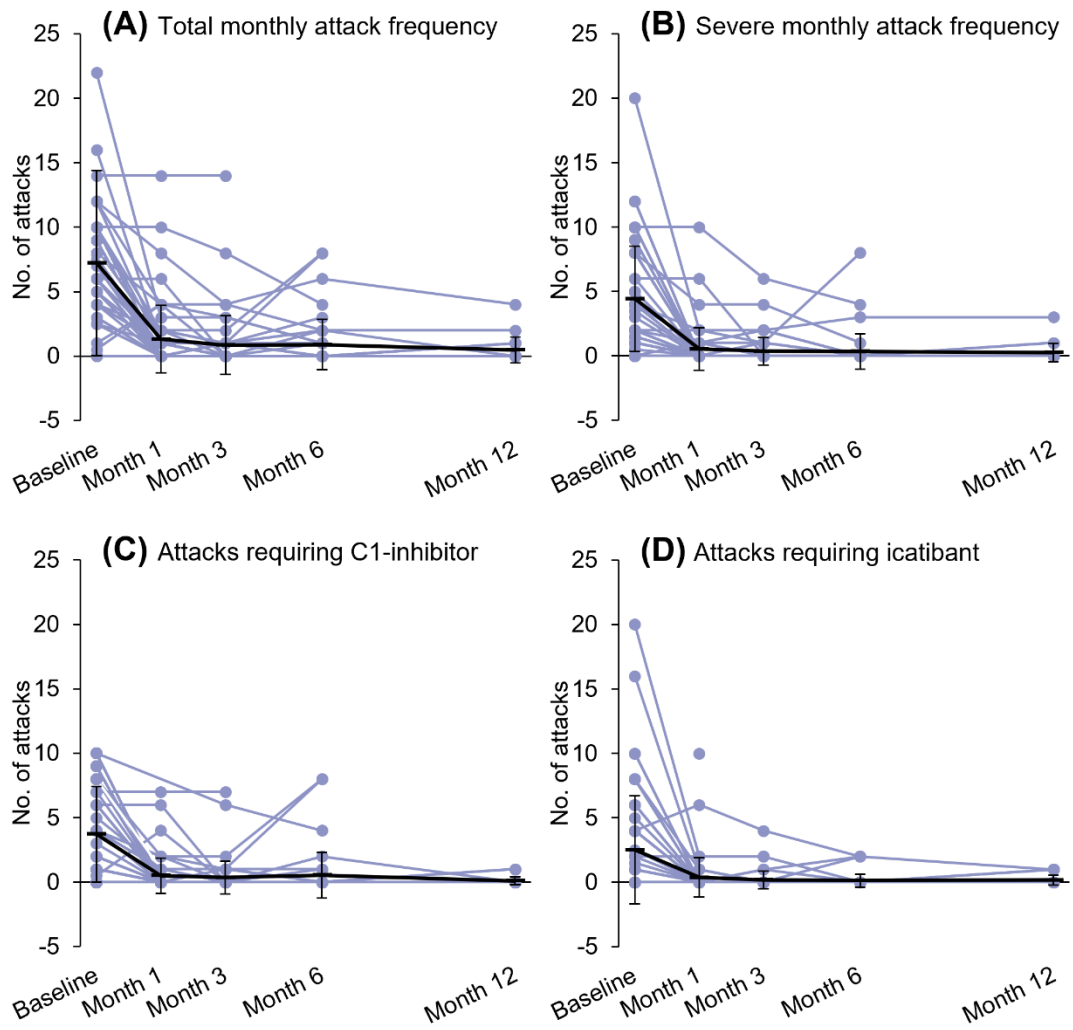 (A) Total monthly attack frequency
25
20
15
10
5
0
-5
No. of attacks
Baseline
Month 1
Month 3
Month 6
Month 12
(B) Severe monthly attack frequency
25
20
15
10
5
0
-5
No. of attacks
Baseline
Month 1
Month 3
Month 6
Month 12
(C) Attacks requiring C1-inhibitor
25
20
15
10
5
0
-5
No. of attacks
Baseline
Month 1
Month 3
Month 6
Month 12
(D) Attacks requiring icatibant
25
20
15
10
5
0
-5
No. of attacks
Baseline
Month 1
Month 3
Month 6
Month 12